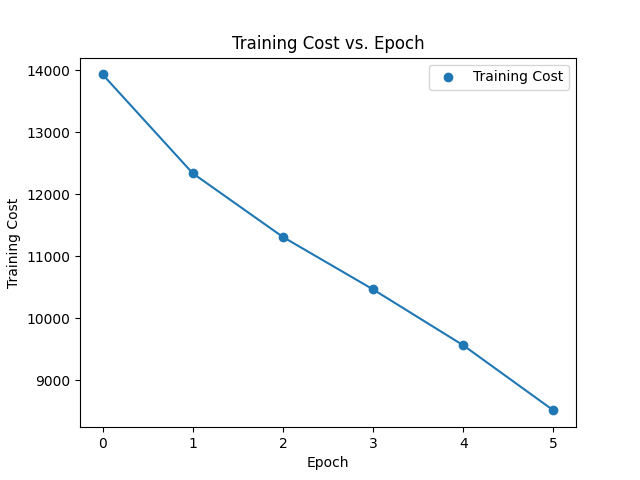 Training Cost vs. Epoch
Training Cost
14000
13000
12000
11000
10000
9000
Training Cost
0 1 2 3 4 5
Epoch